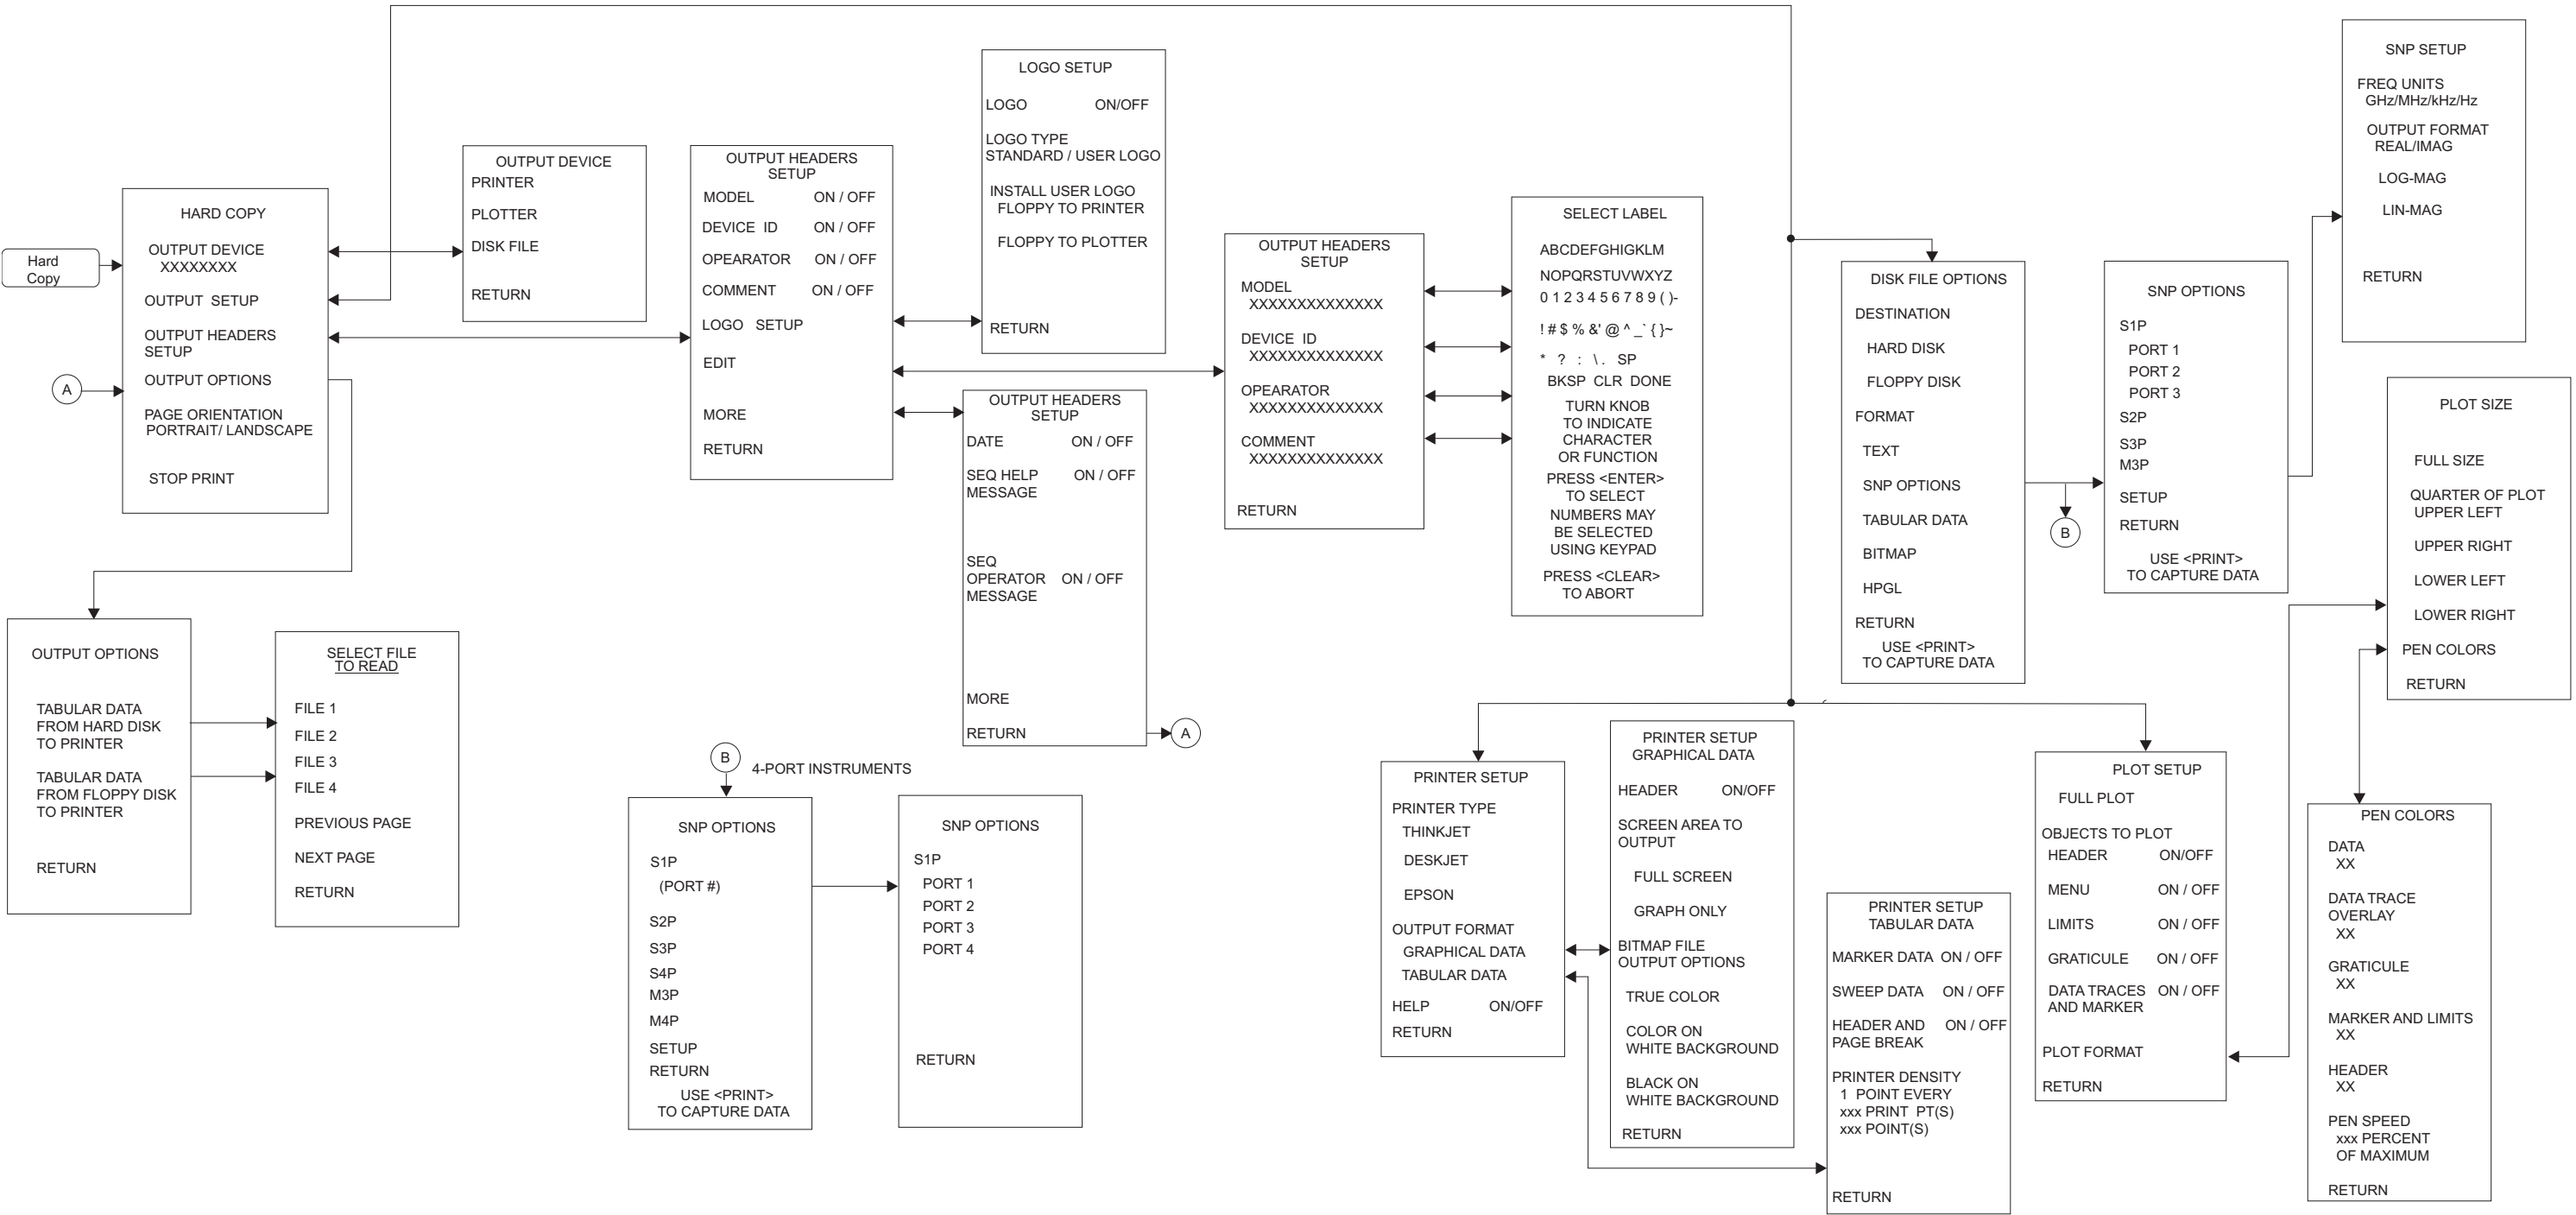 Hard
Copy
A
HARD COPY
OUTPUT DEVICE
XXXXXXXX
OUTPUT SETUP
OUTPUT HEADERS
SETUP
OUTPUT OPTIONS
PAGE ORIENTATION
PORTRAIT/ LANDSCAPE
STOP PRINT
OUTPUT DEVICE
PRINTER
PLOTTER
DISK FILE
RETURN
OUTPUT HEADERS
SETUP
MODEL ON / OFF
DEVICE ID ON / OFF
OPEARATOR ON / OFF
COMMENT ON / OFF
LOGO SETUP
EDIT
MORE
RETURN
LOGO SETUP
LOGO ON/OFF
LOGO TYPE
STANDARD / USER LOGO
INSTALL USER LOGO
FLOPPY TO PRINTER
FLOPPY TO PLOTTER
RETURN
OUTPUT HEADERS
SETUP
DATE ON / OFF
SEQ HELP ON / OFF
MESSAGE
SEQ
OPERATOR ON / OFF
MESSAGE
MORE
RETURN
A
OUTPUT HEADERS
SETUP
MODEL
XXXXXXXXXXXXXX
DEVICE ID
XXXXXXXXXXXXXX
OPEARATOR
XXXXXXXXXXXXXX
COMMENT
XXXXXXXXXXXXXX
RETURN
SELECT LABEL
ABCDEFGHIGKLM
NOPQRSTUVWXYZ
0 1 2 3 4 5 6 7 8 9 ( )-
! # $ % &' @ ^ _` { }~
* ? : \ . SP
BKSP CLR DONE
TURN KNOB
TO INDICATE
CHARACTER
OR FUNCTION
PRESS <ENTER>
TO SELECT
NUMBERS MAY
BE SELECTED
USING KEYPAD
PRESS <CLEAR>
TO ABORT
DISK FILE OPTIONS
DESTINATION
HARD DISK
FLOPPY DISK
FORMAT
TEXT
SNP OPTIONS
TABULAR DATA
BITMAP
HPGL
RETURN
USE <PRINT>
TO CAPTURE DATA
B
SNP OPTIONS
S1P
PORT 1
PORT 2
PORT 3
S2P
S3P
M3P
SETUP
RETURN
USE <PRINT>
TO CAPTURE DATA
SNP SETUP
FREQ UNITS
GHz/MHz/kHz/Hz
OUTPUT FORMAT
REAL/IMAG
LOG-MAG
LIN-MAG
RETURN
PLOT SIZE
FULL SIZE
QUARTER OF PLOT
UPPER LEFT
UPPER RIGHT
LOWER LEFT
LOWER RIGHT
PEN COLORS
RETURN
OUTPUT OPTIONS
TABULAR DATA
FROM HARD DISK
TO PRINTER
TABULAR DATA
FROM FLOPPY DISK
TO PRINTER
RETURN
SELECT FILE
TO READ
FILE 1
FILE 2
FILE 3
FILE 4
PREVIOUS PAGE
NEXT PAGE
RETURN
B
4-PORT INSTRUMENTS
SNP OPTIONS
S1P
(PORT #)
S2P
S3P
S4P
M3P
M4P
SETUP
RETURN
USE <PRINT>
TO CAPTURE DATA
SNP OPTIONS
S1P
PORT 1
PORT 2
PORT 3
PORT 4
RETURN
PRINTER SETUP
PRINTER TYPE
THINKJET
DESKJET
EPSON
OUTPUT FORMAT
GRAPHICAL DATA
TABULAR DATA
HELP ON/OFF
RETURN
PRINTER SETUP
GRAPHICAL DATA
HEADER ON/OFF
SCREEN AREA TO
OUTPUT
FULL SCREEN
GRAPH ONLY
BITMAP FILE
OUTPUT OPTIONS
TRUE COLOR
COLOR ON
WHITE BACKGROUND
BLACK ON
WHITE BACKGROUND
RETURN
PRINTER SETUP
TABULAR DATA
MARKER DATA ON / OFF
SWEEP DATA ON / OFF
HEADER AND ON / OFF
PAGE BREAK
PRINTER DENSITY
1 POINT EVERY
xxx PRINT PT(S)
xxx POINT(S)
RETURN
PLOT SETUP
FULL PLOT
OBJECTS TO PLOT
HEADER ON/OFF
MENU ON / OFF
LIMITS ON / OFF
GRATICULE ON / OFF
DATA TRACES ON / OFF
AND MARKER
PLOT FORMAT
RETURN
PEN COLORS
DATA
XX
DATA TRACE
OVERLAY
XX
GRATICULE
XX
MARKER AND LIMITS
XX
HEADER
XX
PEN SPEED
xxx PERCENT
OF MAXIMUM
RETURN